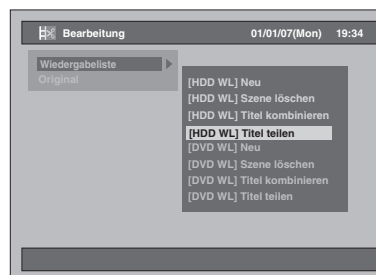 Bearbeitung 01/01/07(Mon) 19:34
Wiedergabeliste
Original
[HDD WL] Neu
[HDD WL] Szene löschen
[HDD WL] Titel kombinieren
[HDD WL] Titel teilen
[DVD WL] Neu
[DVD WL] Szene löschen
[DVD WL] Titel kombinieren
[DVD WL] Titel teilen